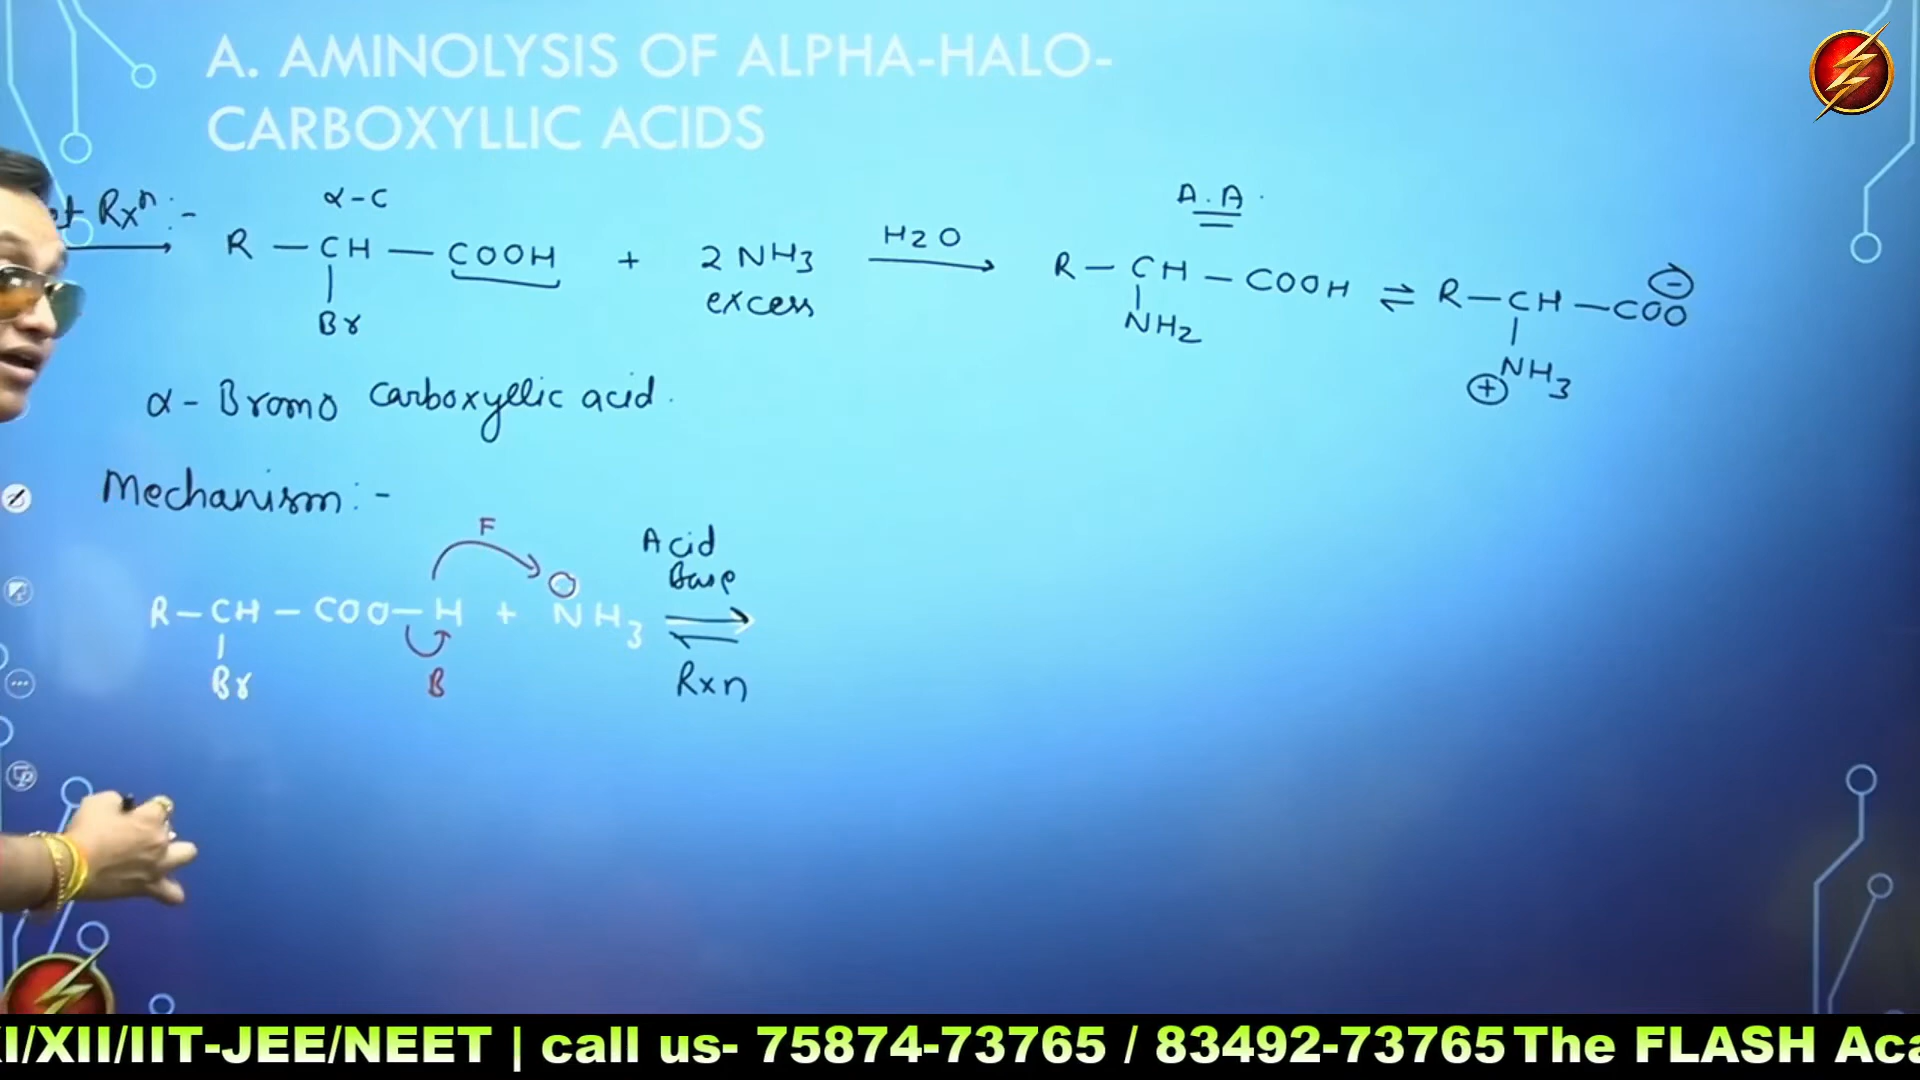 A. AMINOLYSIS OF ALPHA-HALO-
CARBOXYLLIC ACIDS
Rxn :-
α-C
R — CH — COOH + 2 NH3 H2O → R — CH — COOH ⇌ R — CH — COO ⊖
Br
excess
A.A.
NH2
NH3
⊕
α- Bromo Carboxyllic acid.
Mechanism :-
F
R — CH — COO — H + NH3 ⇌
Br
B
Acid
Base
Rxn
XI/XII/IIT-JEE/NEET | call us- 75874-73765 / 83492-73765 The FLASH